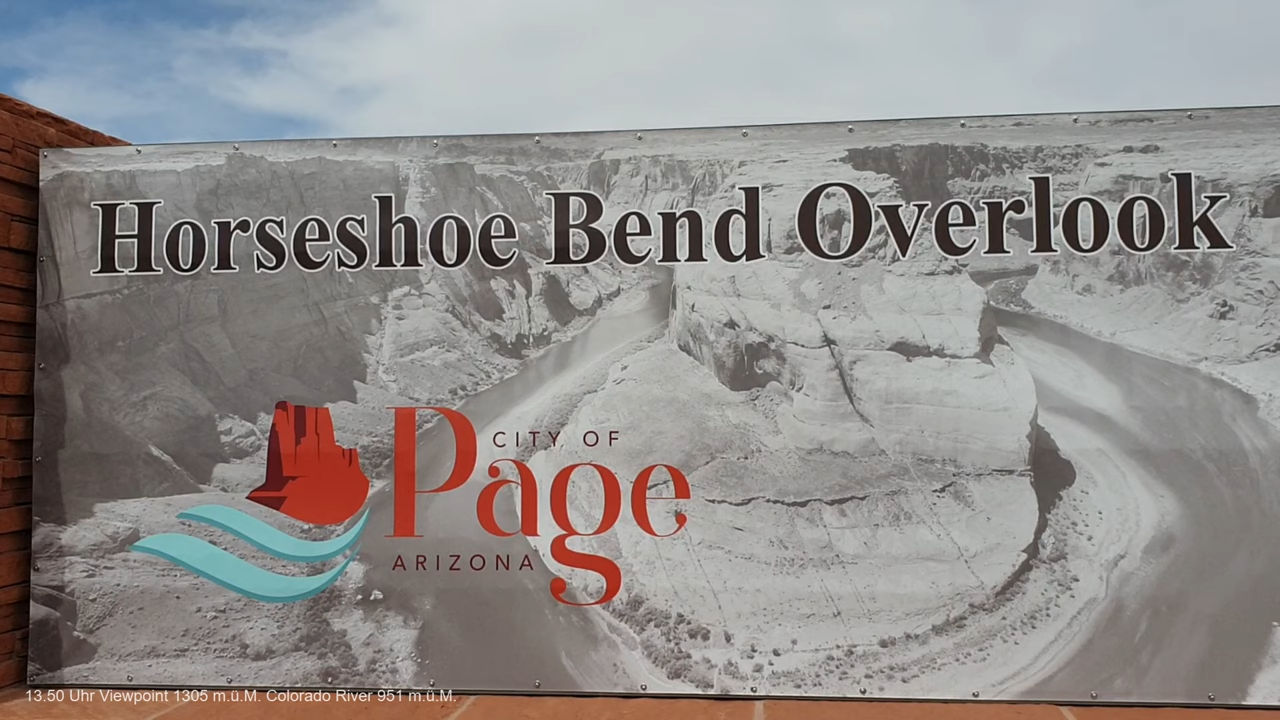 Horseshoe Bend Overlook
CITY OF
Page
ARIZONA
13.50 Uhr Viewpoint 1305 m.ü.M. Colorado River 951 m.ü.M.